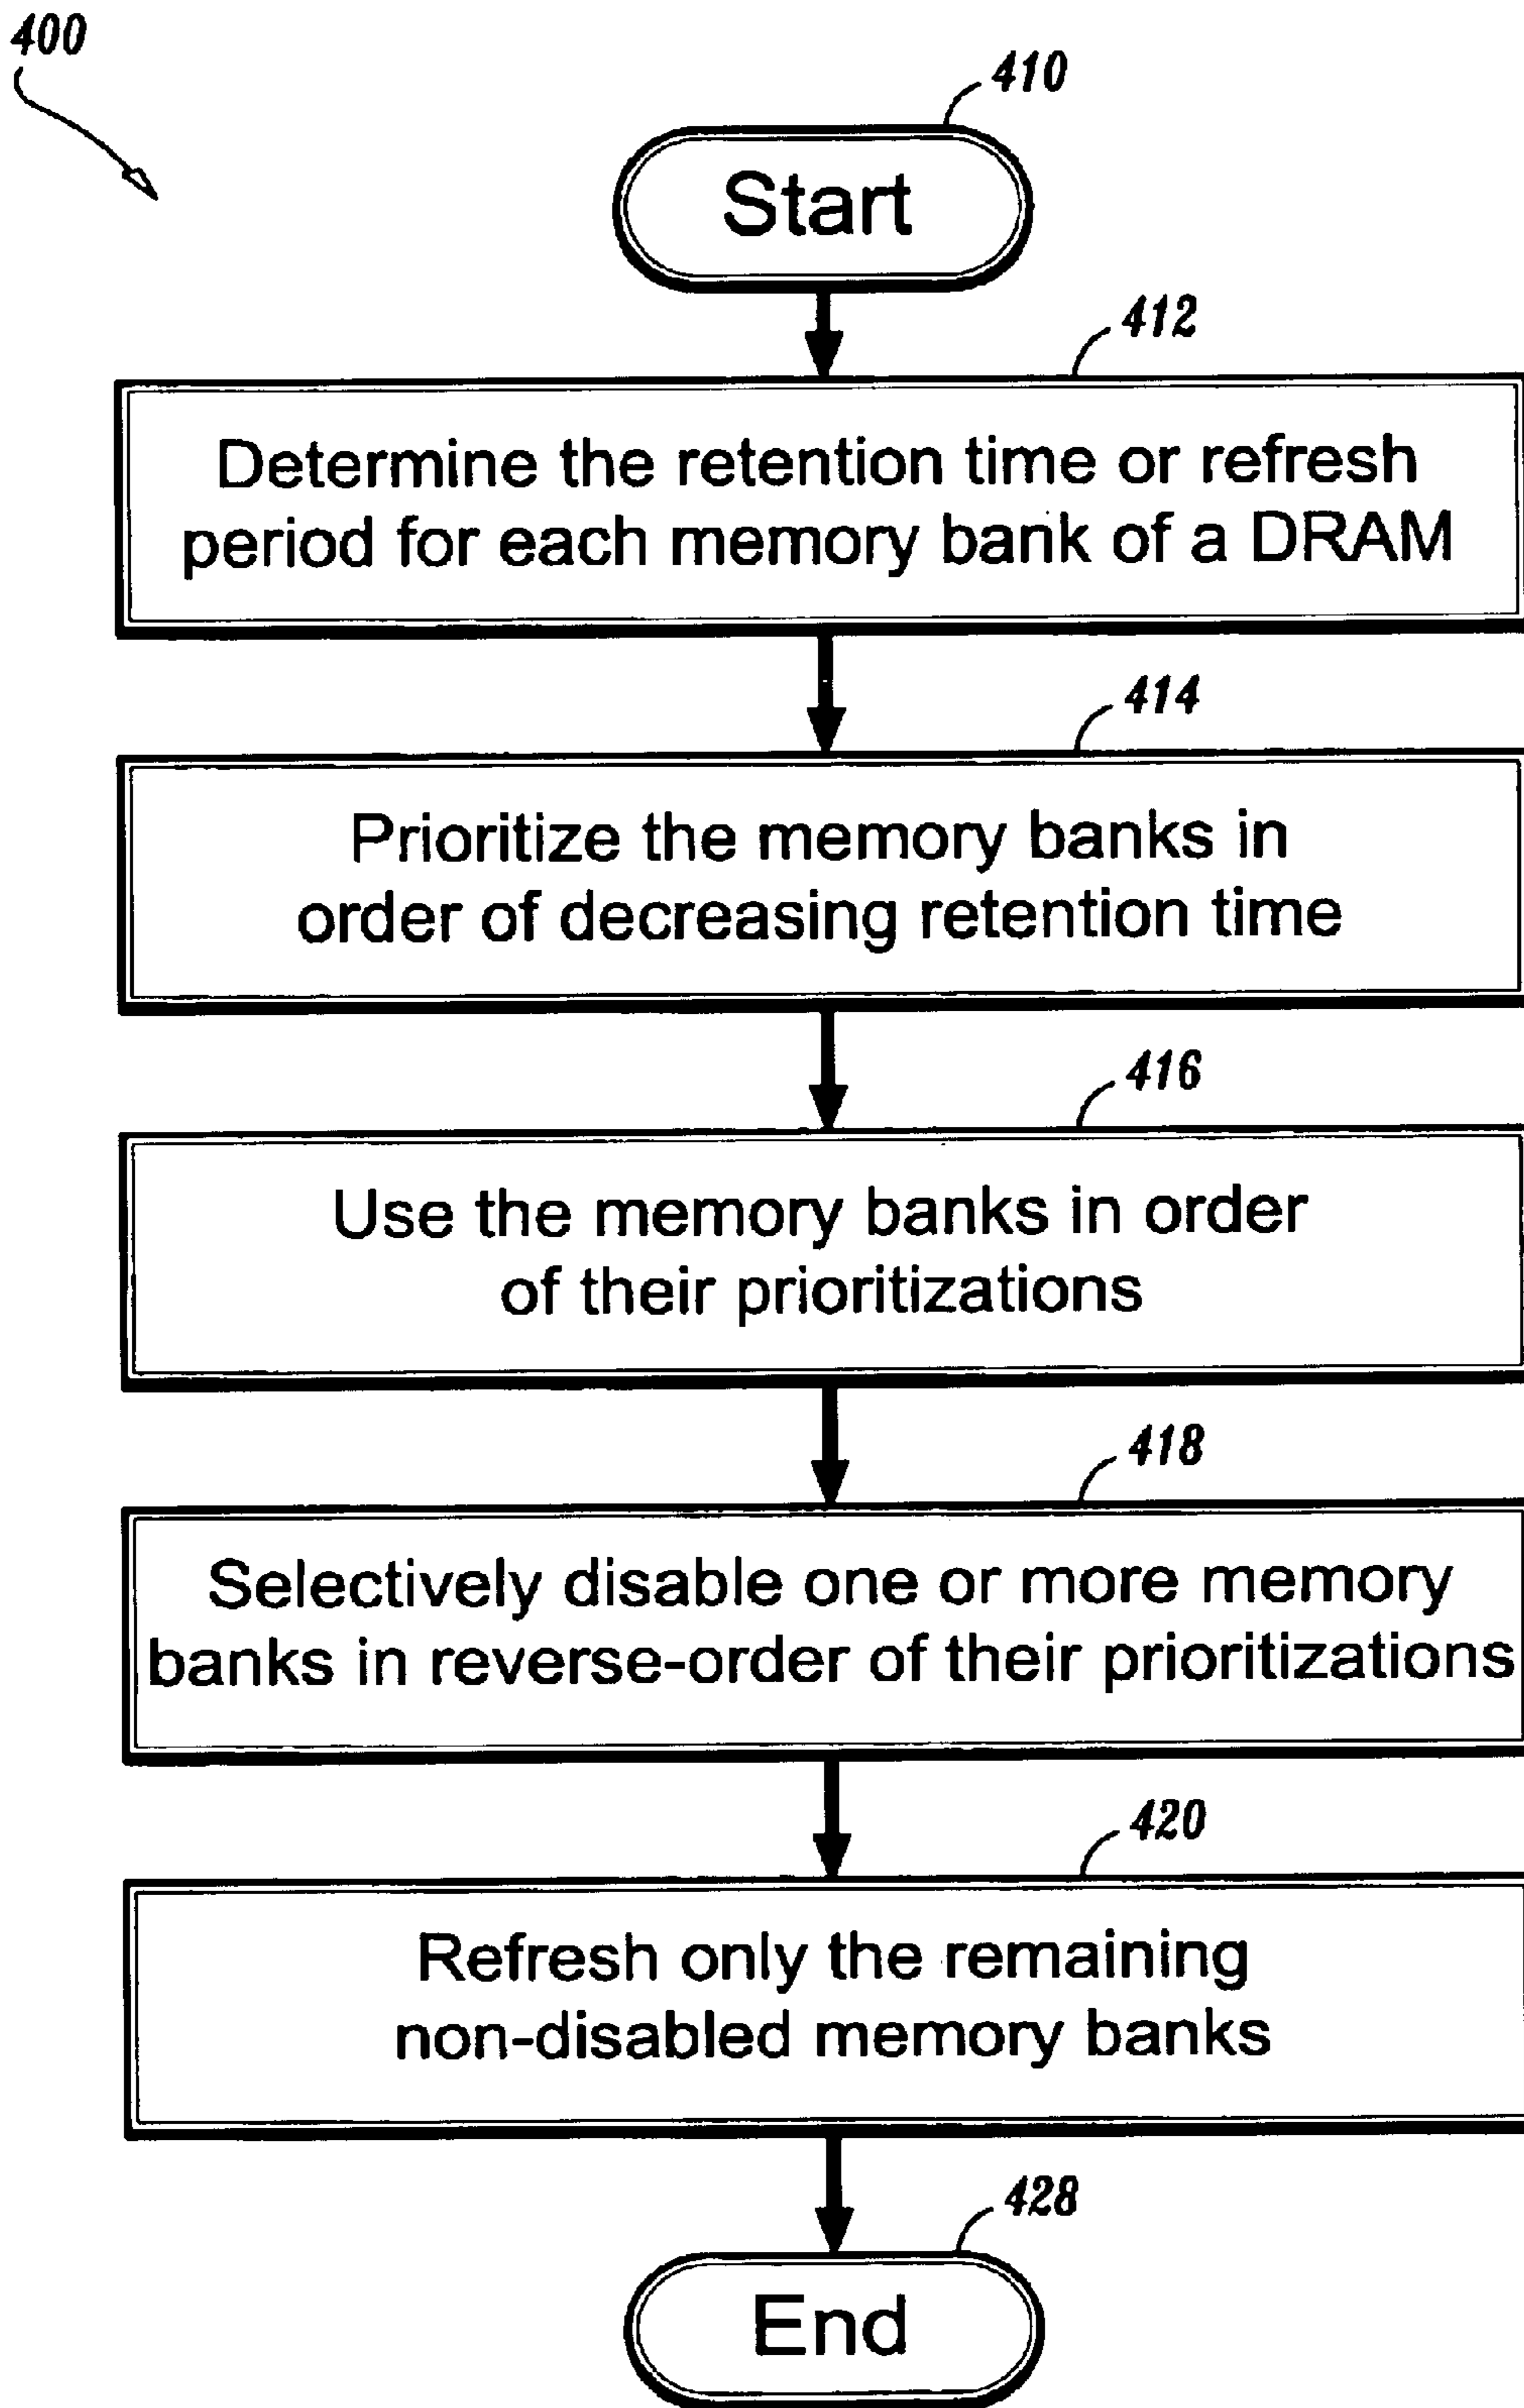 400
410
Start
412
Determine the retention time or refresh
period for each memory bank of a DRAM
414
Prioritize the memory banks in
order of decreasing retention time
416
Use the memory banks in order
of their prioritizations
418
Selectively disable one or more memory
banks in reverse-order of their prioritizations
420
Refresh only the remaining
non-disabled memory banks
428
End